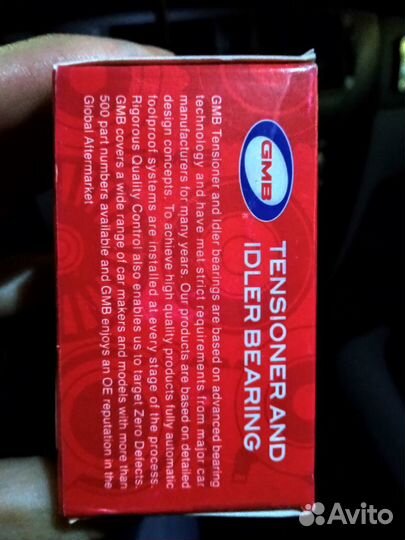 GMB
®
TENSIONER AND
IDLER BEARING
GMB Tensioner and Idler bearings are based on advanced bearing
technology and have met strict requirements from major car
manufacturers for many years. Our products are based on detailed
design concepts. To achieve high quality products fully automatic
foolproof systems are installed at every stage of the process.
Rigorous Quality Control also enables us to target Zero Defects.
GMB covers a wide range of car makers and models with more than
500 part numbers available and GMB enjoys an OE reputation in the
Global Aftermarket
Avito